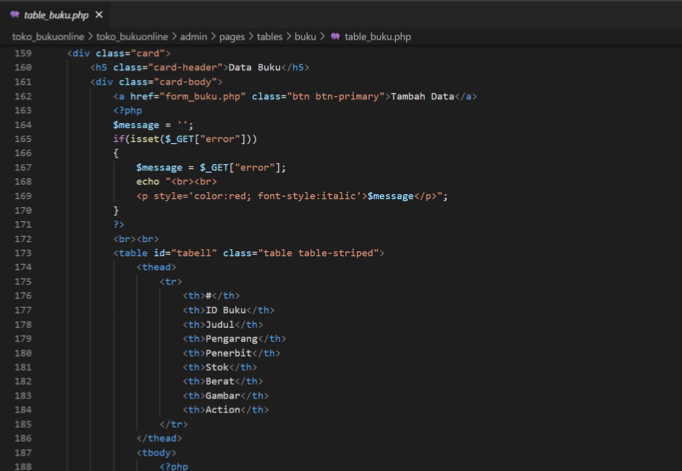 table_buku.php ×
toko_bukuonline > toko_bukuonline > admin > pages > tables > buku > table_buku.php
159 <div class="card">
160 <h5 class="card-header">Data Buku</h5>
161 <div class="card-body">
162 <a href="form_buku.php" class="btn btn-primary">Tambah Data</a>
163 <?php
164 $message = '';
165 if(isset($_GET["error"]))
166 {
167 $message = $_GET["error"];
168 echo "<br><br>
169 <p style='color:red; font-style:italic'>$message</p>";
170 }
171 ?>
172 <br><br>
173 <table id="tabell" class="table table-striped">
174 <thead>
175 <tr>
176 <th>#</th>
177 <th>ID Buku</th>
178 <th>Judul</th>
179 <th>Pengarang</th>
180 <th>Penerbit</th>
181 <th>Stok</th>
182 <th>Berat</th>
183 <th>Gambar</th>
184 <th>Action</th>
185 </tr>
186 </thead>
187 <tbody>
188 <?php